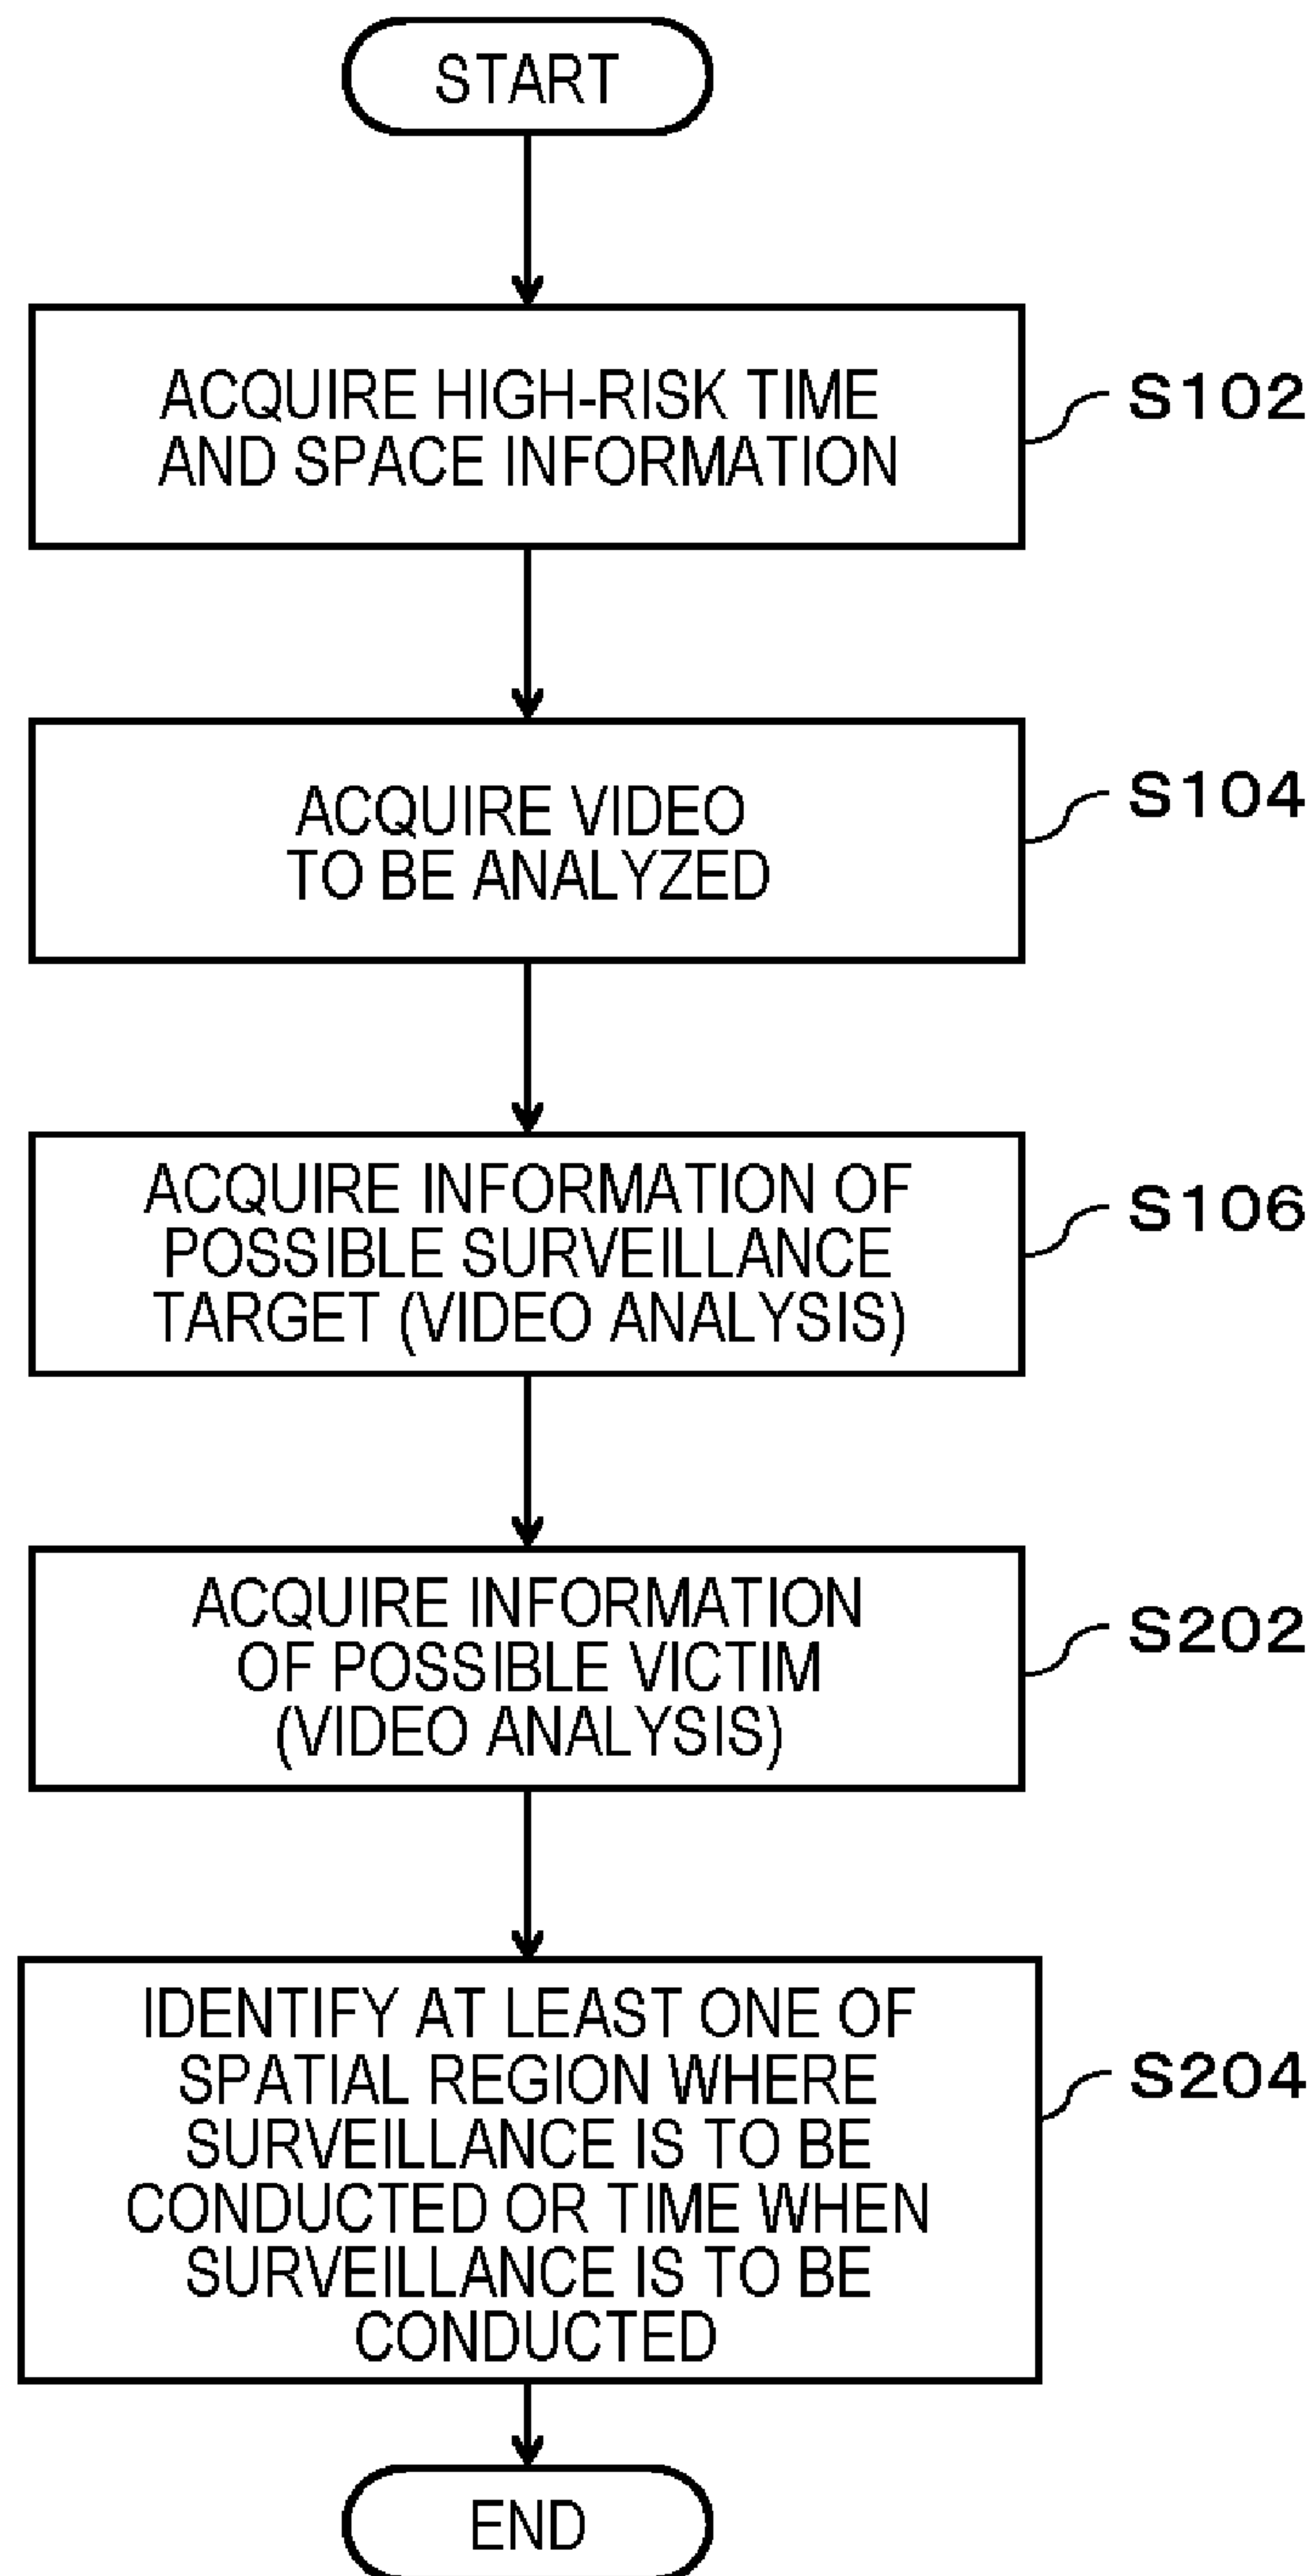 START
ACQUIRE HIGH-RISK TIME
AND SPACE INFORMATION
S102
ACQUIRE VIDEO
TO BE ANALYZED
S104
ACQUIRE INFORMATION OF
POSSIBLE SURVEILLANCE
TARGET (VIDEO ANALYSIS)
S106
ACQUIRE INFORMATION
OF POSSIBLE VICTIM
(VIDEO ANALYSIS)
S202
IDENTIFY AT LEAST ONE OF
SPATIAL REGION WHERE
SURVEILLANCE IS TO BE
CONDUCTED OR TIME WHEN
SURVEILLANCE IS TO BE
CONDUCTED
S204
END